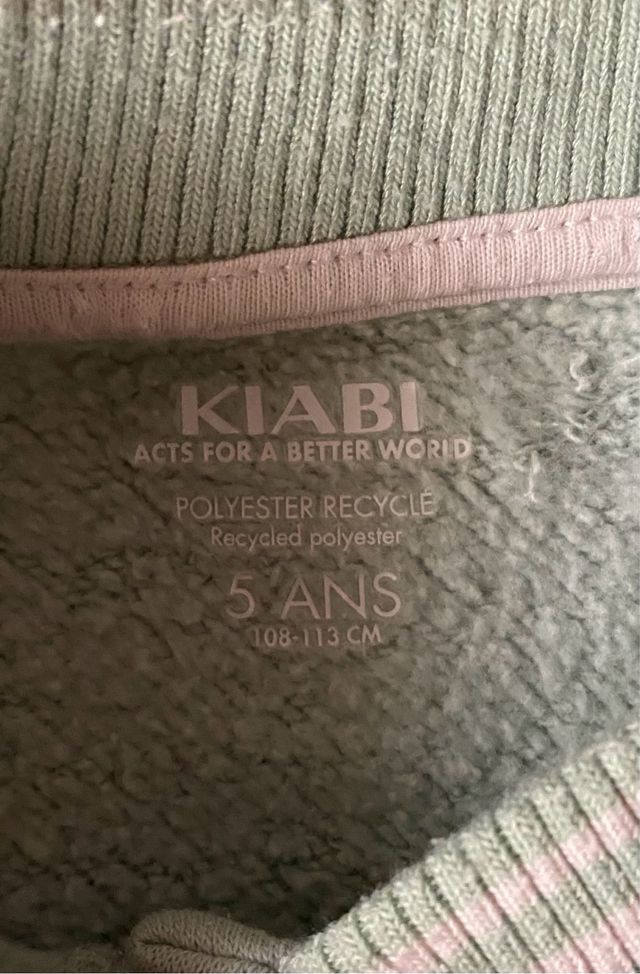 KIABI
ACTS FOR A BETTER WORLD
POLYESTER RECYCLÉ
Recycled polyester
5 ANS
108-113 CM